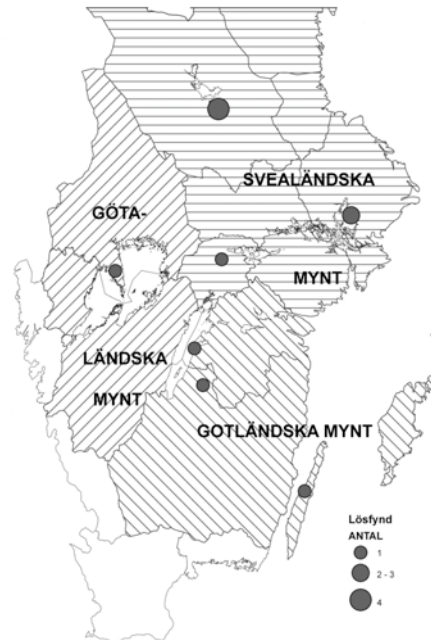 SVEALÄNDSKA
GÖTA-
MYNT
LÄNDSKA
MYNT
GOTLÄNDSKA MYNT
Lösfynd
ANTAL
1
2 - 3
4